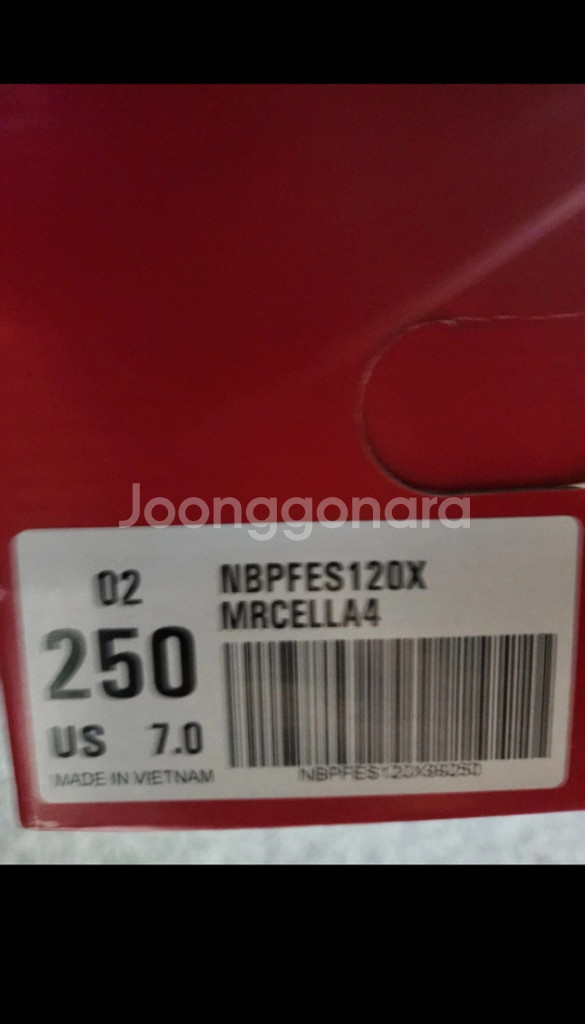 Joonggonara
02
NBPFES120X
MRCELLA4
250
US 7.0
MADE IN VIETNAM